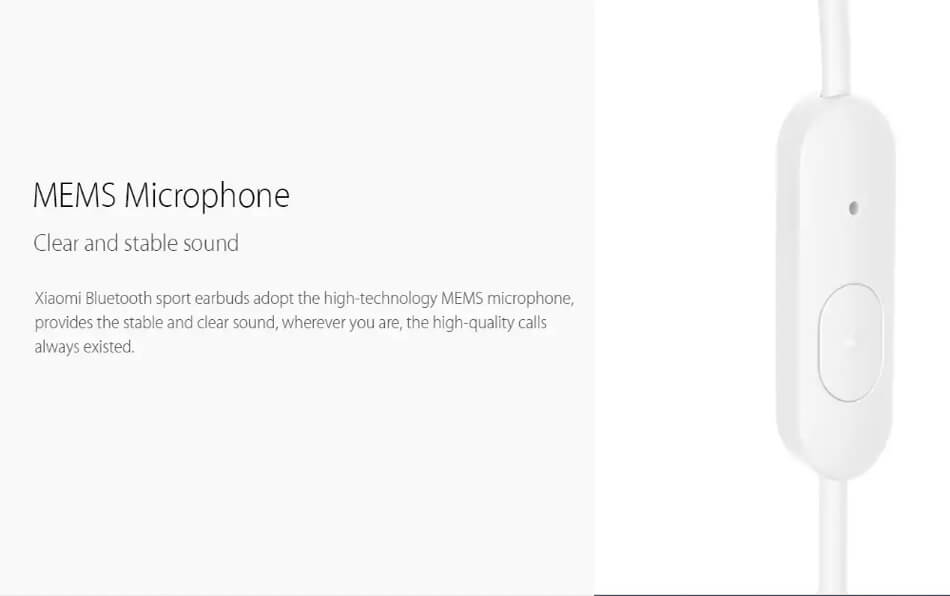 MEMS Microphone
Clear and stable sound
Xiaomi Bluetooth sport earbuds adopt the high-technology MEMS microphone,
provides the stable and clear sound, wherever you are, the high-quality calls
always existed.